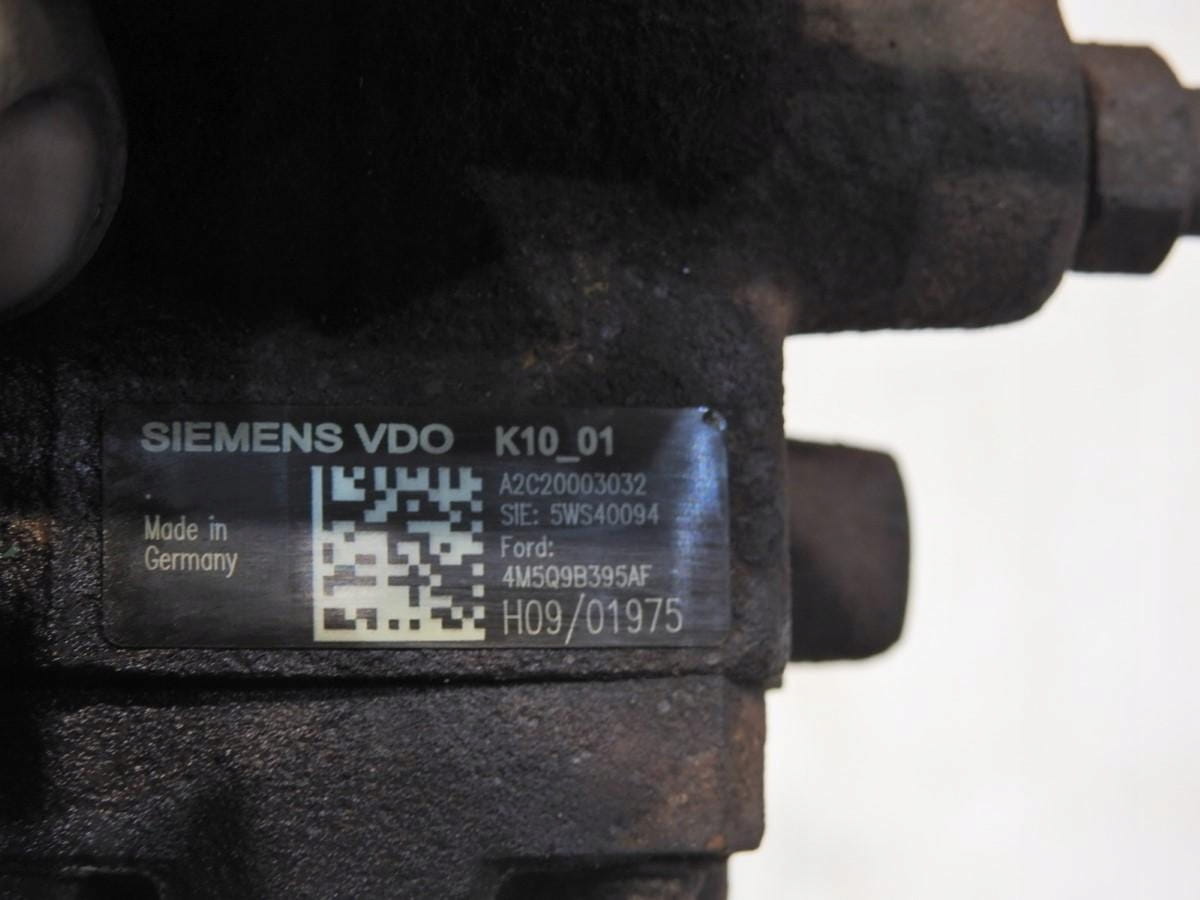 SIEMENS VDO K10_01
A2C20003032
SIE: 5WS40094
Made in
Germany
Ford:
4M5Q9B395AF
H09/01975